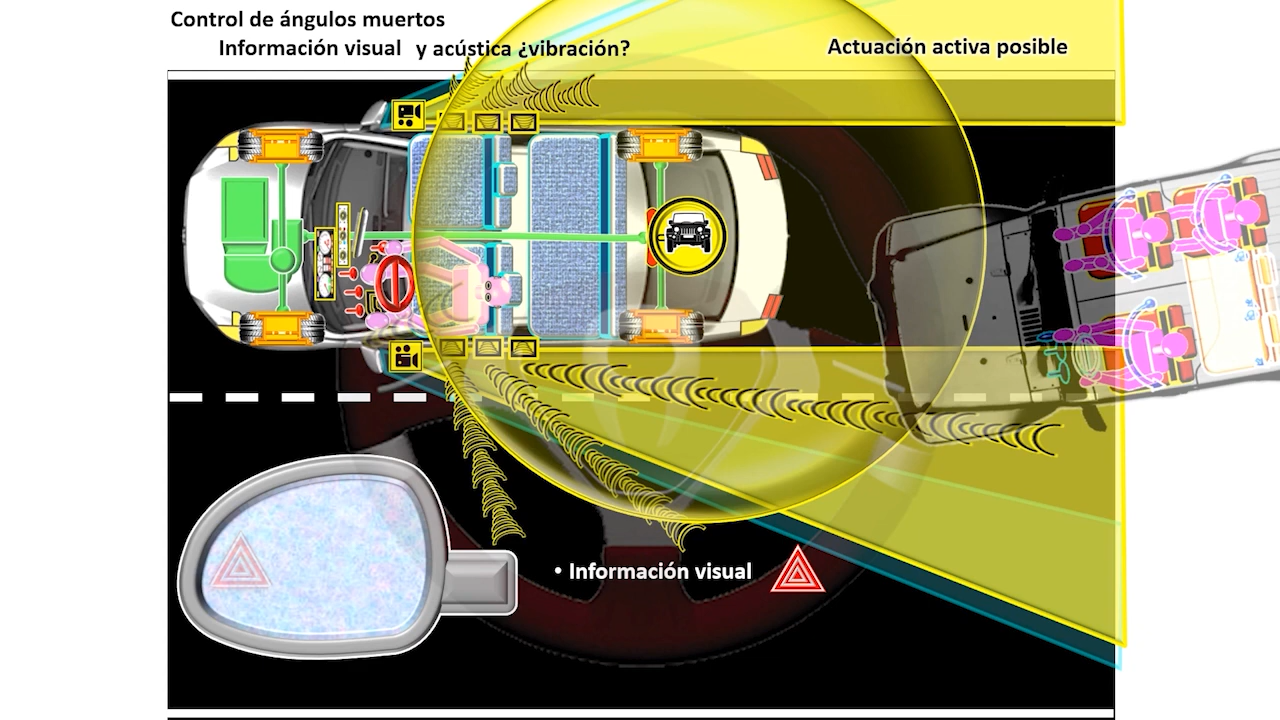 Control de ángulos muertos
Información visual y acústica ¿vibración?
Actuación activa posible
• Información visual